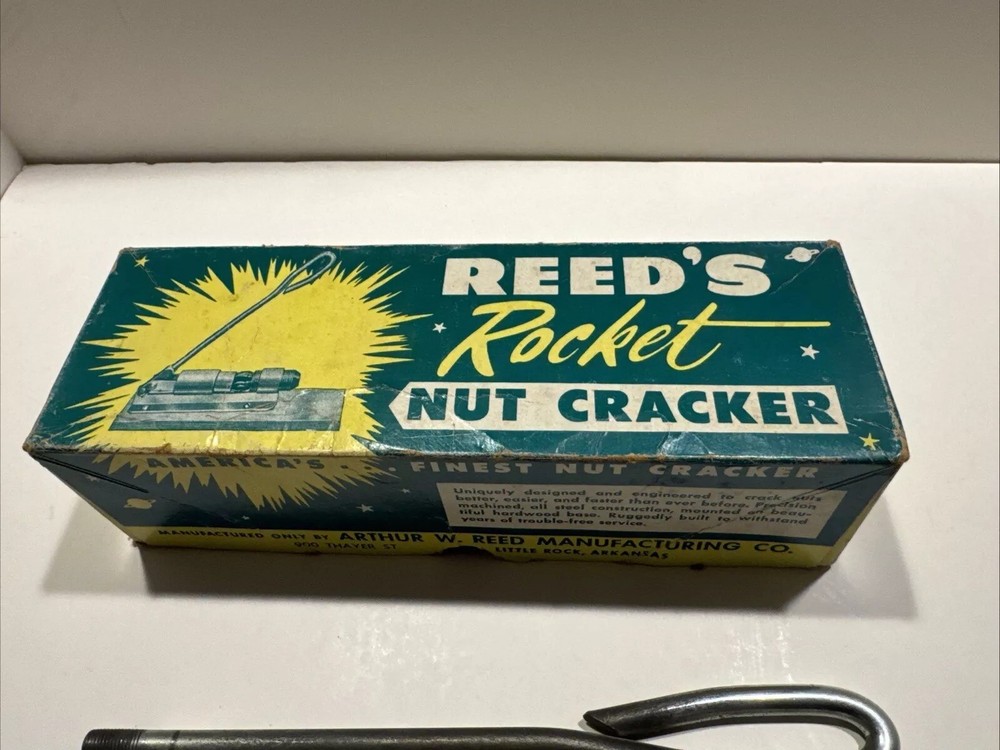 REED'S
Rocket
NUT CRACKER
AMERICA'S FINEST NUT CRACKER
Uniquely designed and engineered to crack nuts
better, easier, and faster than ever before. Precision
machined, all steel construction, mounted on beau-
tiful hardwood base. Ruggedly built to withstand
years of trouble-free service.
MANUFACTURED ONLY BY ARTHUR W. REED MANUFACTURING CO.
900 THAYER ST LITTLE ROCK, ARKANSAS